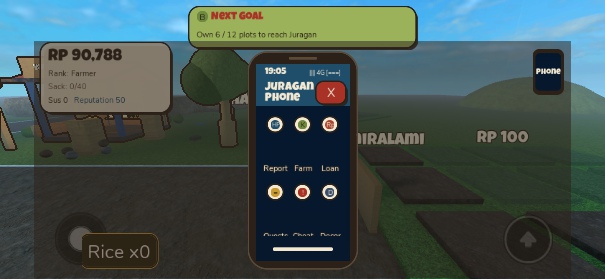 NEXT GOAL
Own 6 / 12 plots to reach Juragan
RP 90,788
Rank: Farmer
Sack: 0/40
Sus 0 Reputation 50
19:05
4G
JURAGAN
PHONE
X
PHONE
RP 100
Report Farm Loan
Rice x0